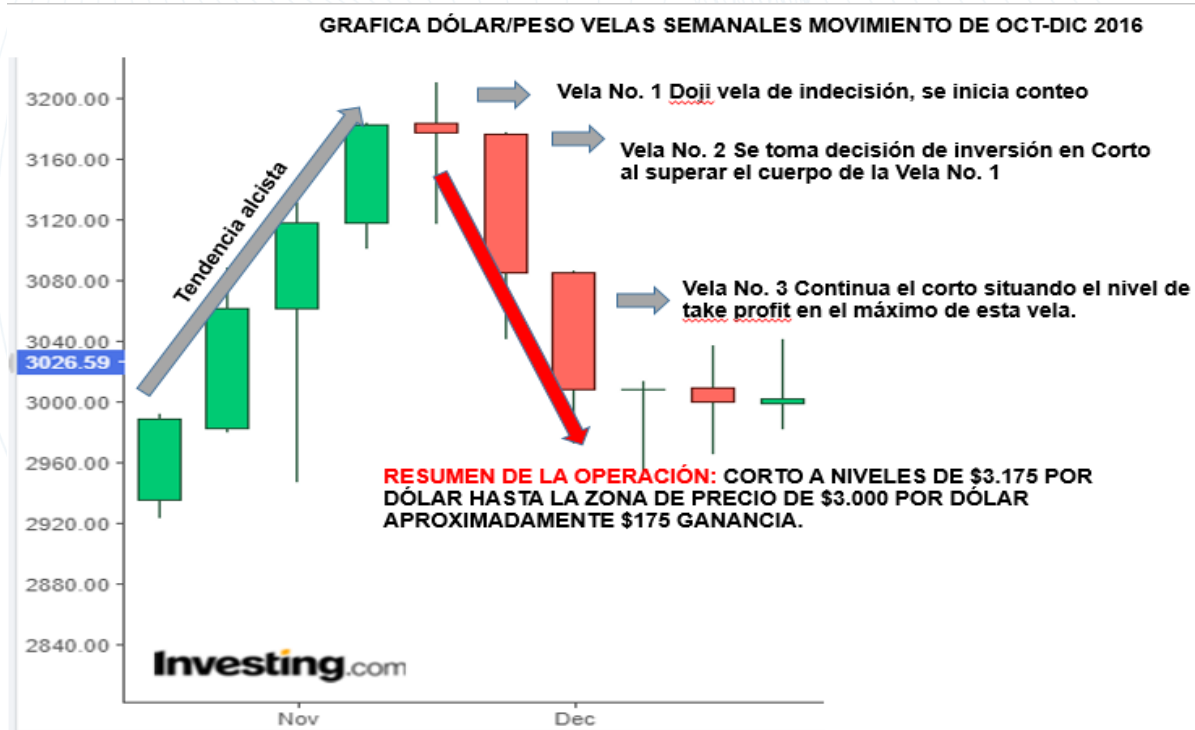 GRAFICA DÓLAR/PESO VELAS SEMANALES MOVIMIENTO DE OCT-DIC 2016
3200.00
3160.00
3120.00
3080.00
3040.00
3026.59
3000.00
2960.00
2920.00
2880.00
2840.00
Tendencia alcista
Vela No. 1 Doji vela de indecisión, se inicia conteo
Vela No. 2 Se toma decisión de inversión en Corto
al superar el cuerpo de la Vela No. 1
Vela No. 3 Continua el corto situando el nivel de
take profit en el máximo de esta vela.
RESUMEN DE LA OPERACIÓN: CORTO A NIVELES DE $3.175 POR
DÓLAR HASTA LA ZONA DE PRECIO DE $3.000 POR DÓLAR
APROXIMADAMENTE $175 GANANCIA.
Investing.com
Nov
Dec